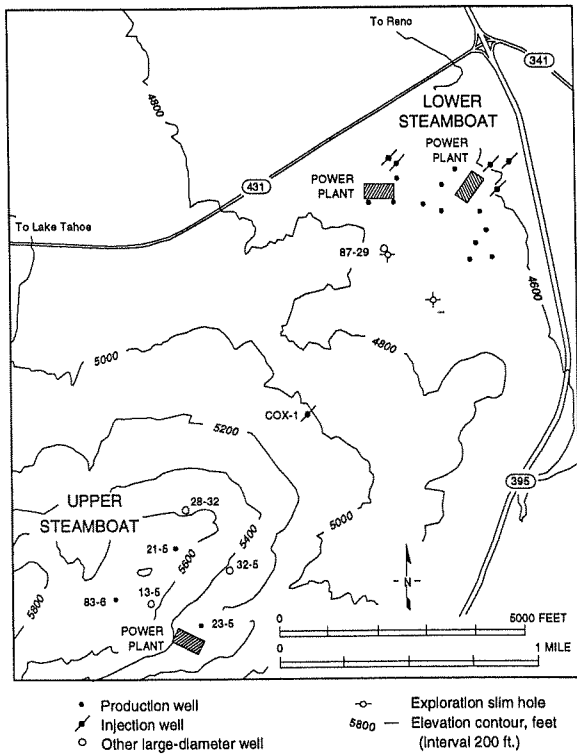 To Reno
341
4800
LOWER
STEAMBOAT
POWER
PLANT
POWER
PLANT
431
To Lake Tahoe
87-29
4600
4800
5000
COX-1
5200
395
UPPER
STEAMBOAT
28-32
5400
5000
21-5
32-5
5600
-N-
5800
83-6
13-5
23-5
POWER
PLANT
0 5000 FEET
0 1 MILE
Production well
Injection well
Other large-diameter well
Exploration slim hole
5800 — Elevation contour, feet
(interval 200 ft.)